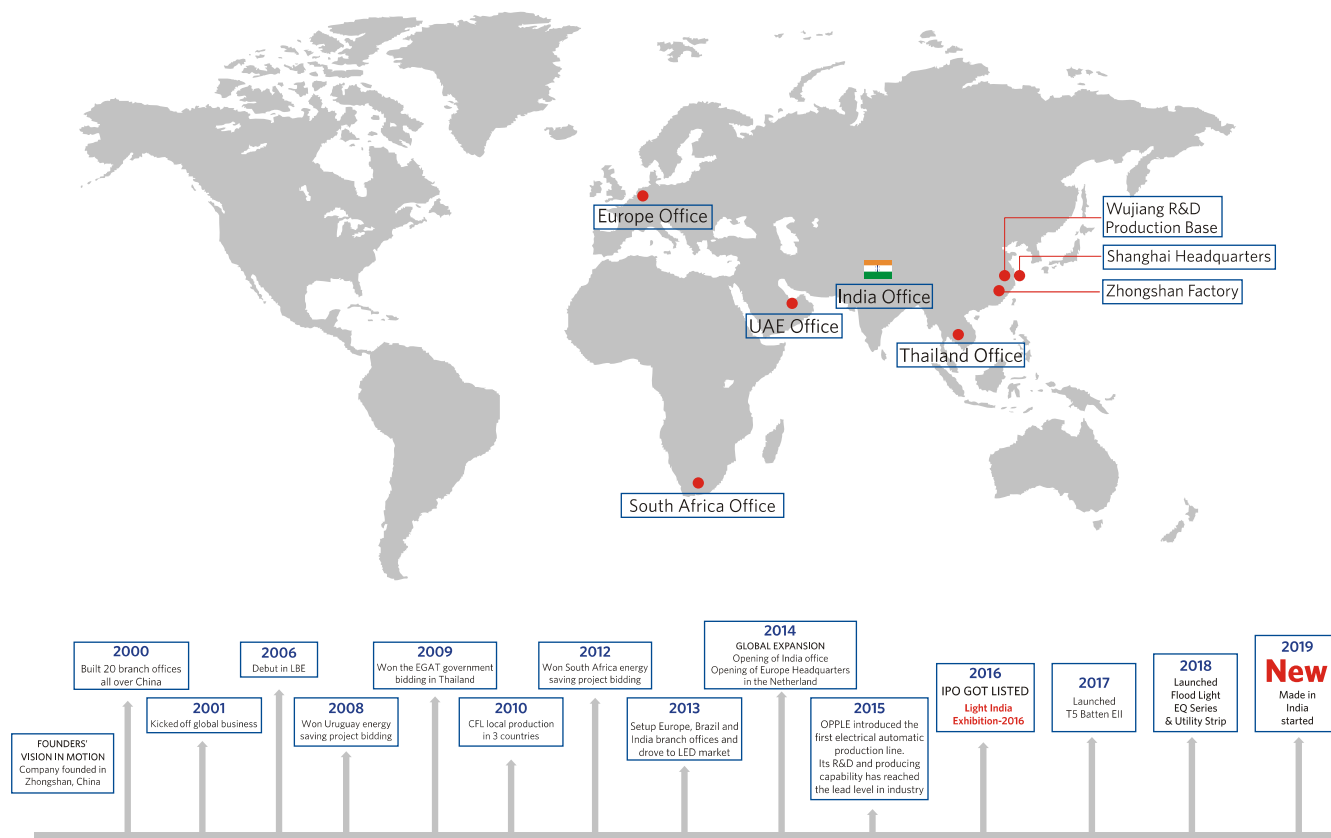 Europe Office
Wujiang R&D
Production Base
Shanghai Headquarters
India Office
Zhongshan Factory
UAE Office
Thailand Office
South Africa Office
FOUNDERS'
VISION IN MOTION
Company founded in
Zhongshan, China
2000
Built 20 branch offices
all over China
2001
Kicked off global business
2006
Debut in LBE
2008
Won Uruguay energy
saving project bidding
2009
Won the EGAT government
bidding in Thailand
2010
CFL local production
in 3 countries
2012
Won South Africa energy
saving project bidding
2013
Setup Europe, Brazil and
India branch offices and
drove to LED market
2014
GLOBAL EXPANSION
Opening of India office
Opening of Europe Headquarters
in the Netherland
2015
OPPLE introduced the
first electrical automatic
production line.
Its R&D and producing
capability has reached
the lead level in industry
2016
IPO GOT LISTED
Light India
Exhibition-2016
2017
Launched
T5 Batten EII
2018
Launched
Flood Light
EQ Series
& Utility Strip
2019
New
Made in
India
started